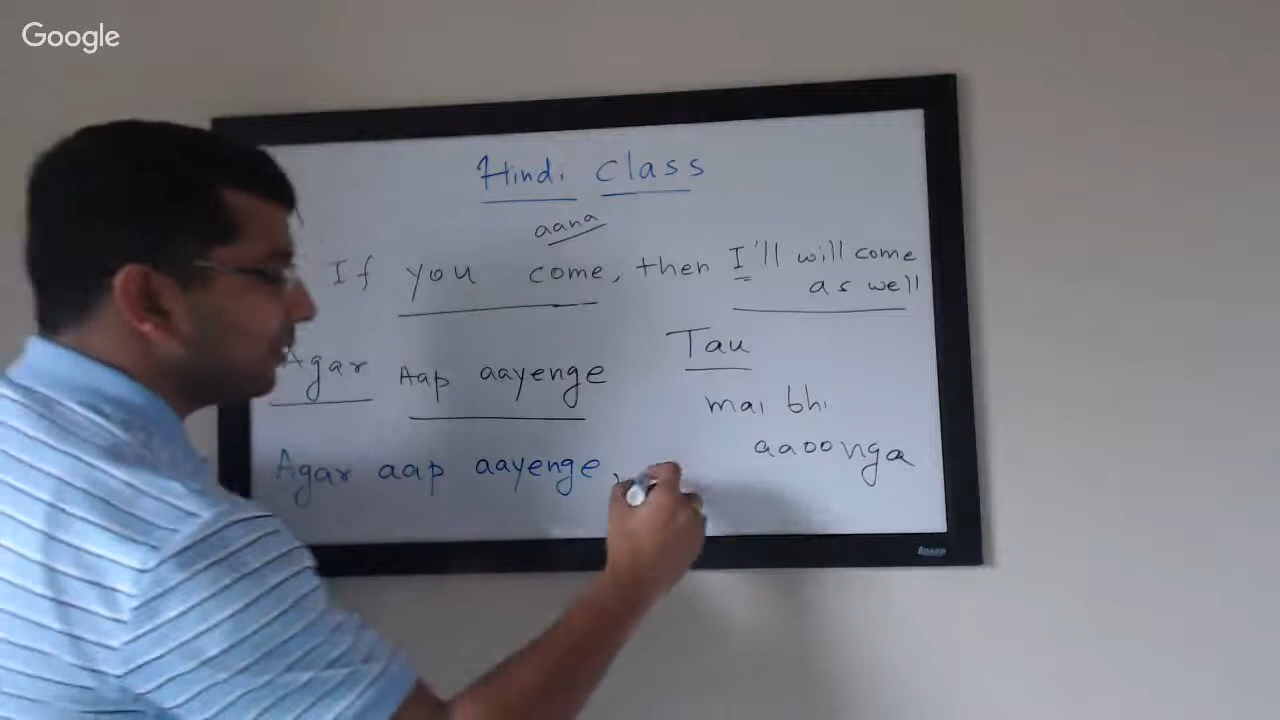 Google
Hindi Class
aana
If you come, then I'll will come
as well
Agar Aap aayenge
Tau
mai bhi
aaoonga
Agar aap aayenge,